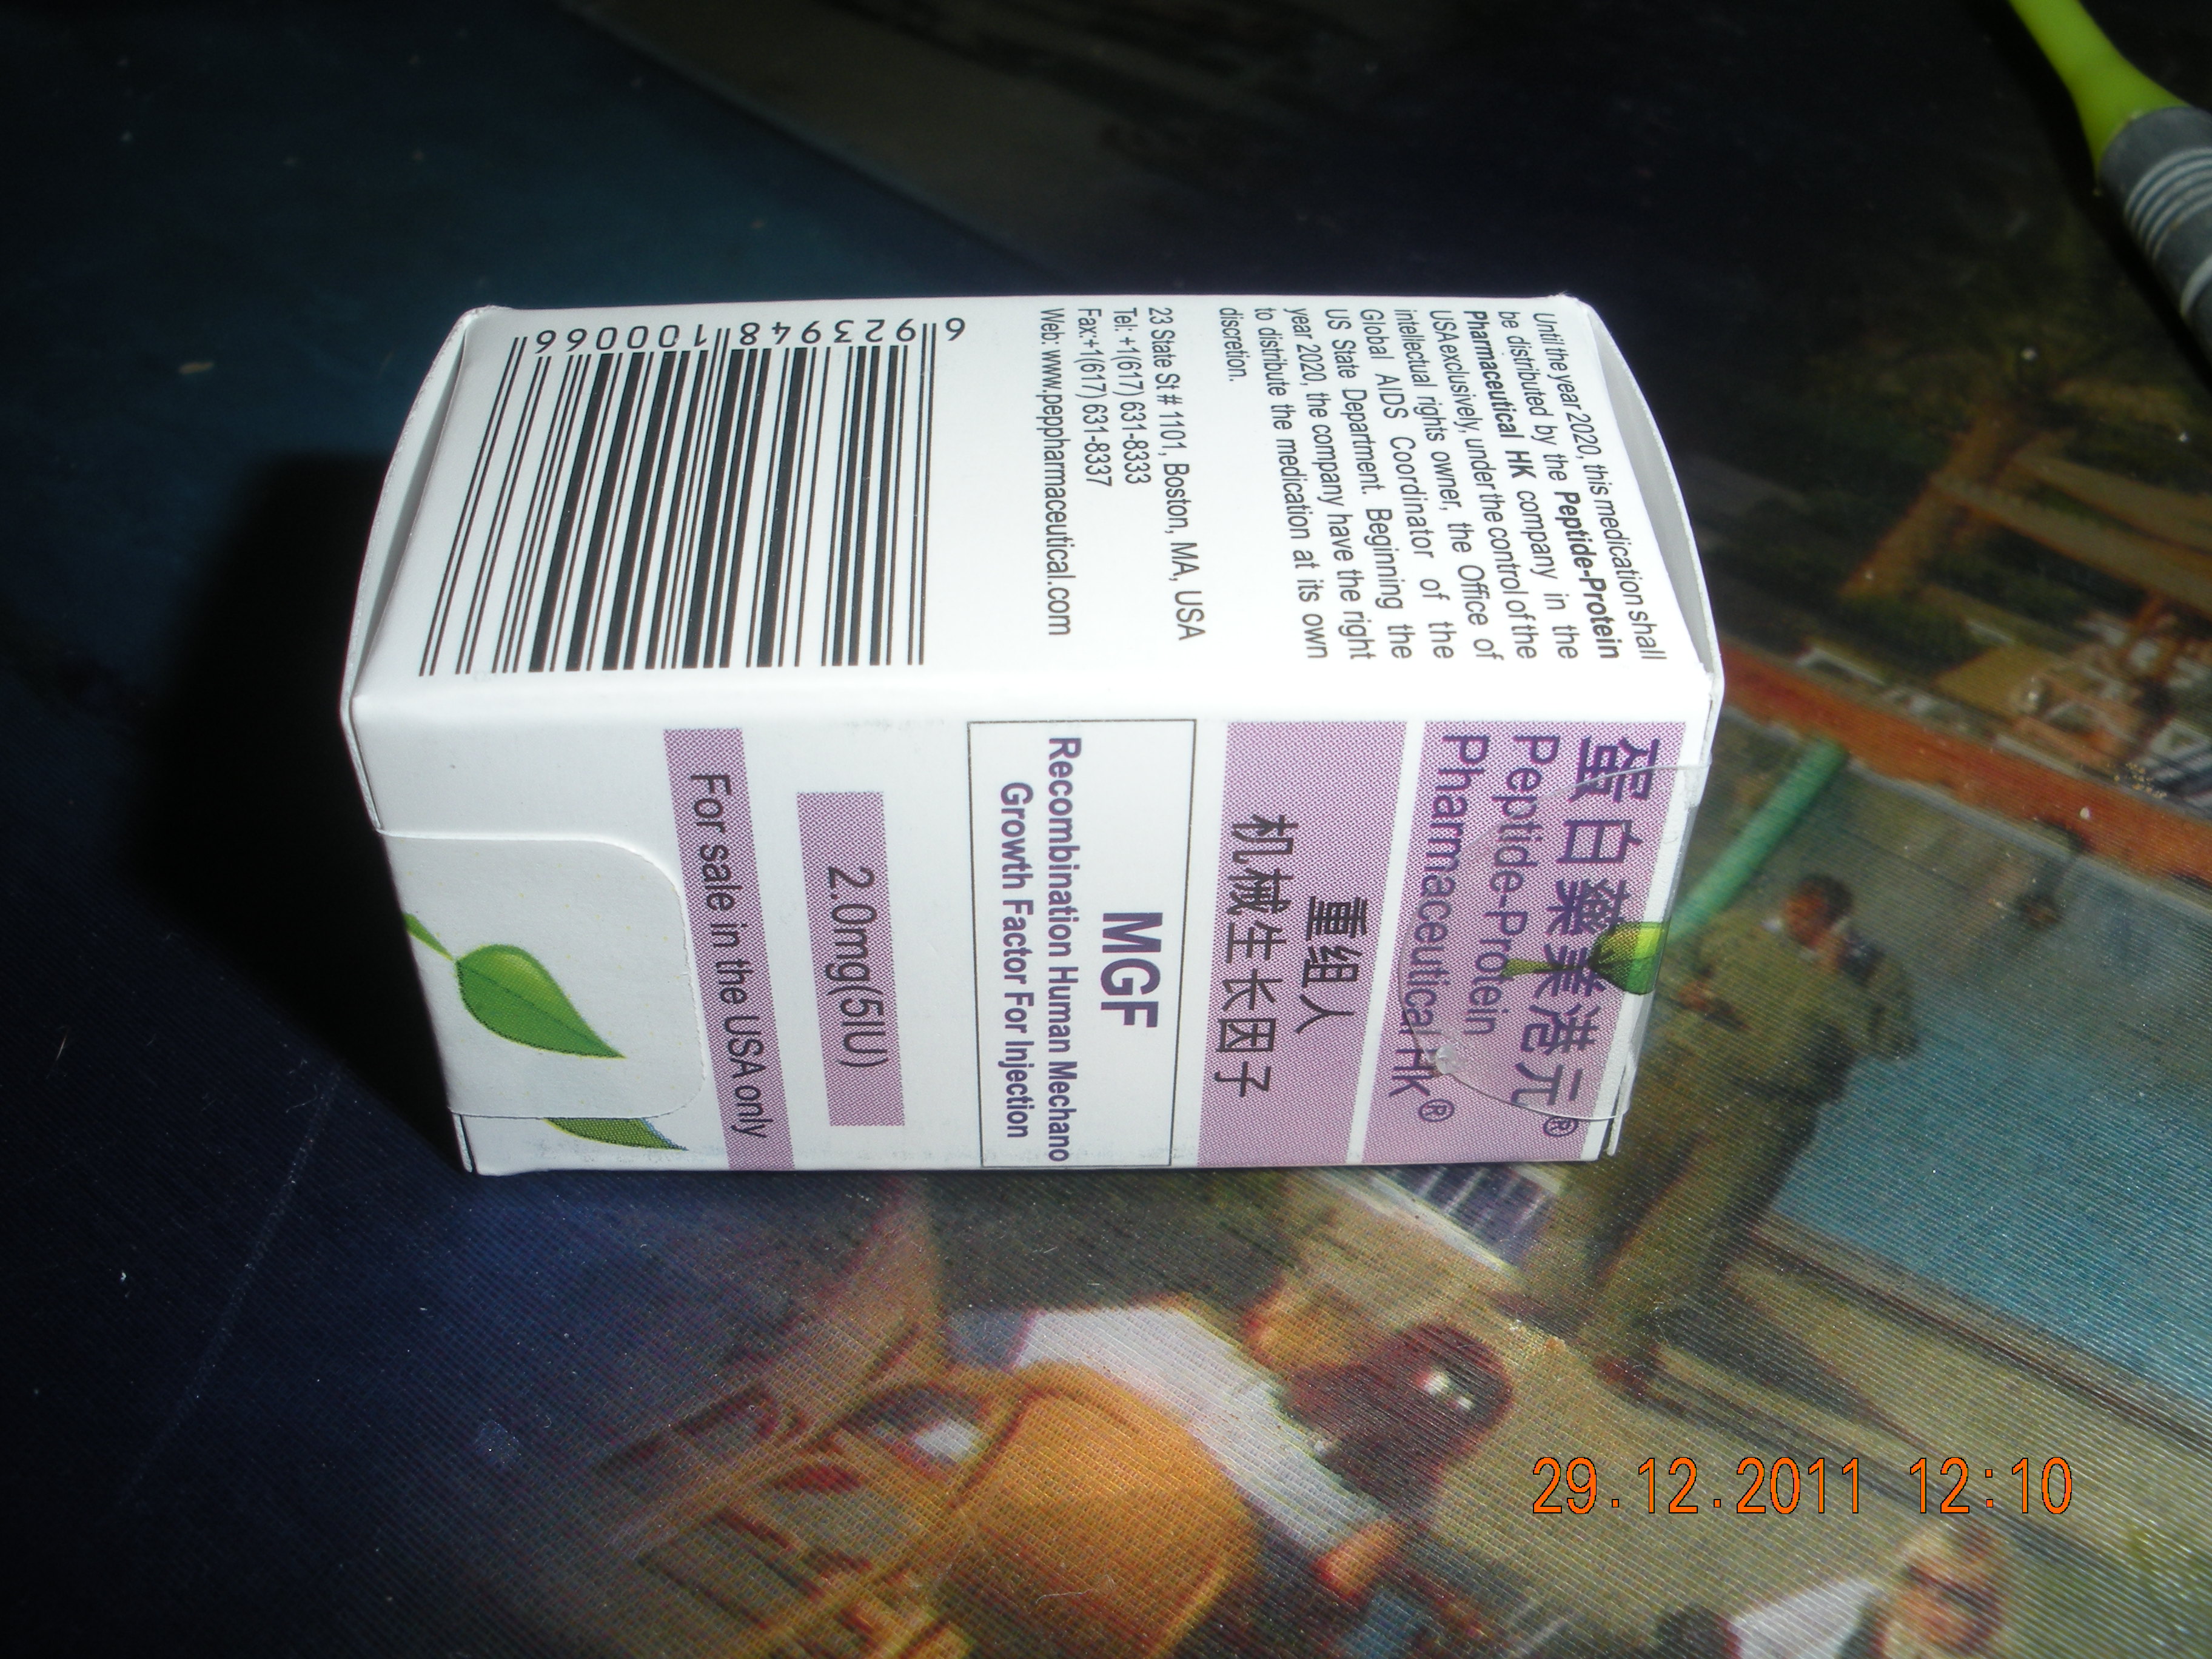 Until the year 2020, this medication shall
be distributed by the Peptide-Protein
Pharmaceutical HK company in the
USA exclusively, under the control of the
intellectual rights owner, the Office of
Global AIDS Coordinator of the
US State Department. Beginning the
year 2020, the company have the right
to distribute the medication at its own
discretion.
23 State St # 1101, Boston, MA, USA
Tel: +1(617) 631-8333
Fax:+1(617) 631-8337
Web: www.peppharmaceutical.com
6 923948 100066
蛋白藥業港元®
Peptide-Protein
Pharmaceutical Hk®
重组人
机械生长因子
MGF
Recombination Human Mechano
Growth Factor For Injection
2.0mg(5IU)
For sale in the USA only
29.12.2011 12:10